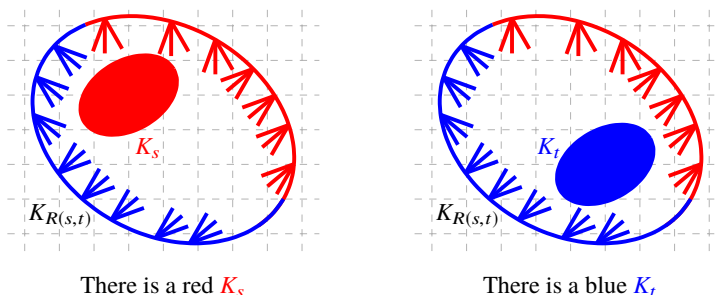 K_s
K_{R(s,t)}
There is a red K_s
K_t
K_{R(s,t)}
There is a blue K_t